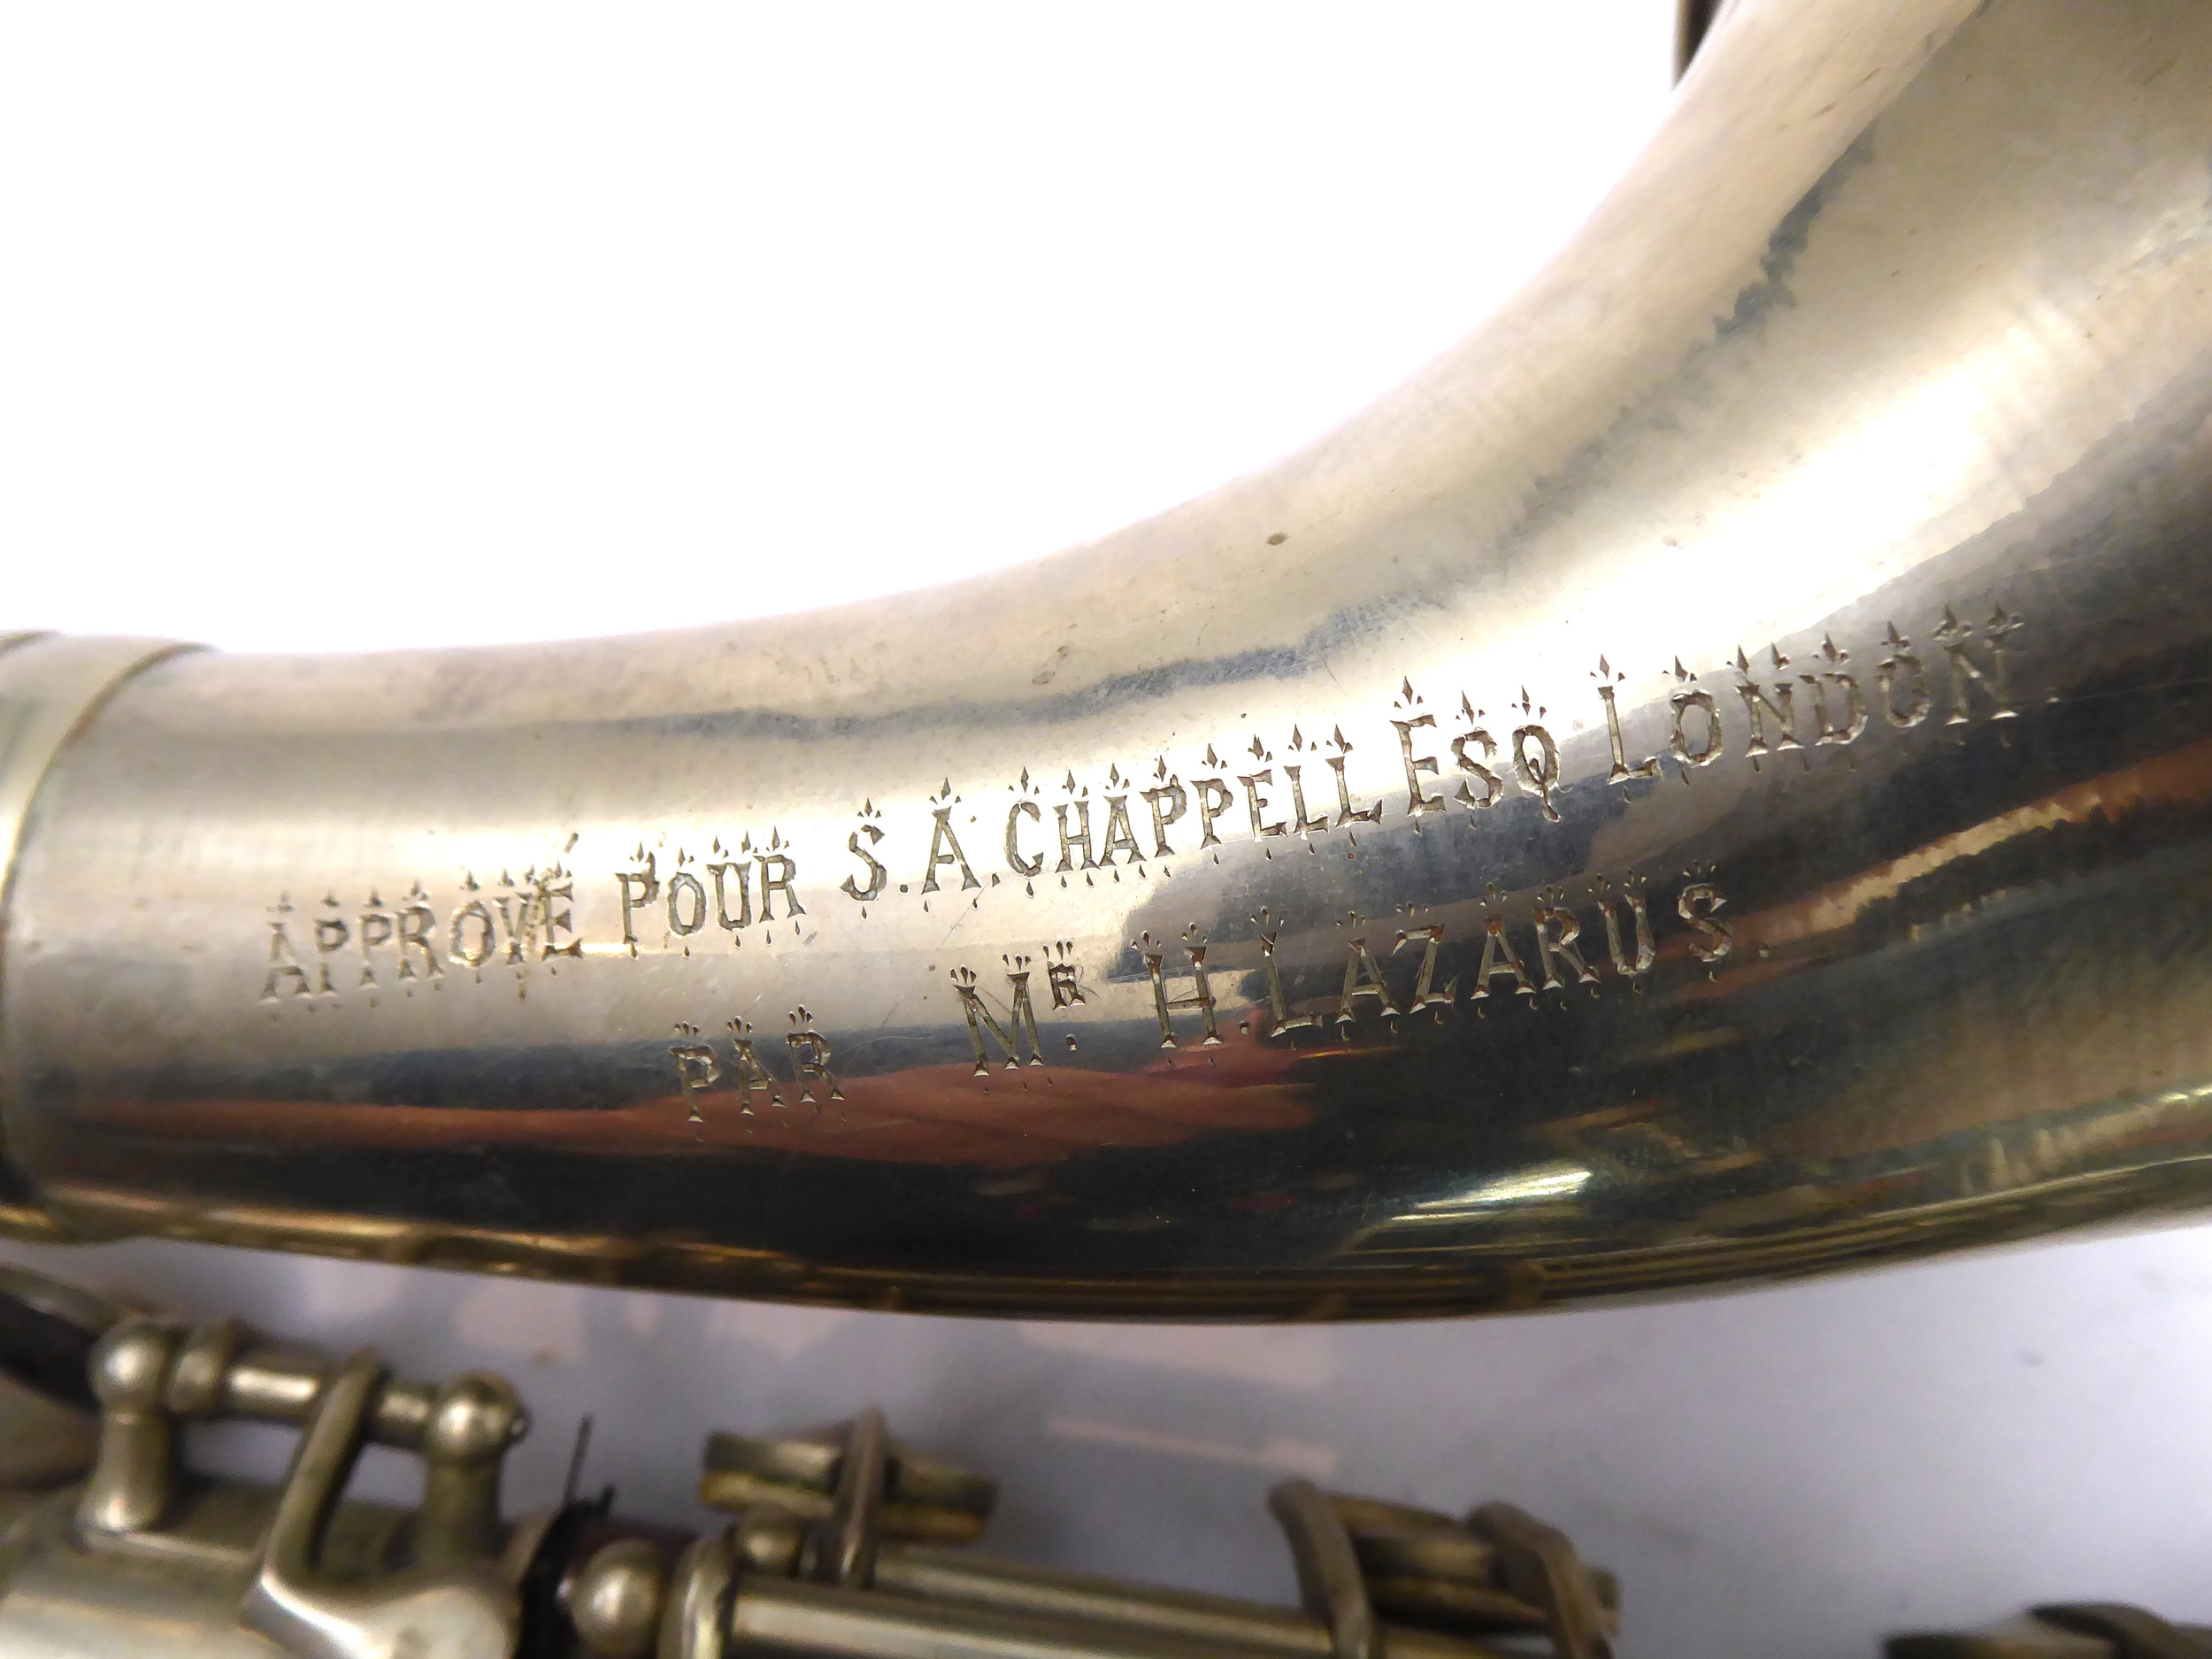 APPROVÉ POUR S.A.CHAPPELL ESQ LONDON.
PAR MR. H.LAZARUS.